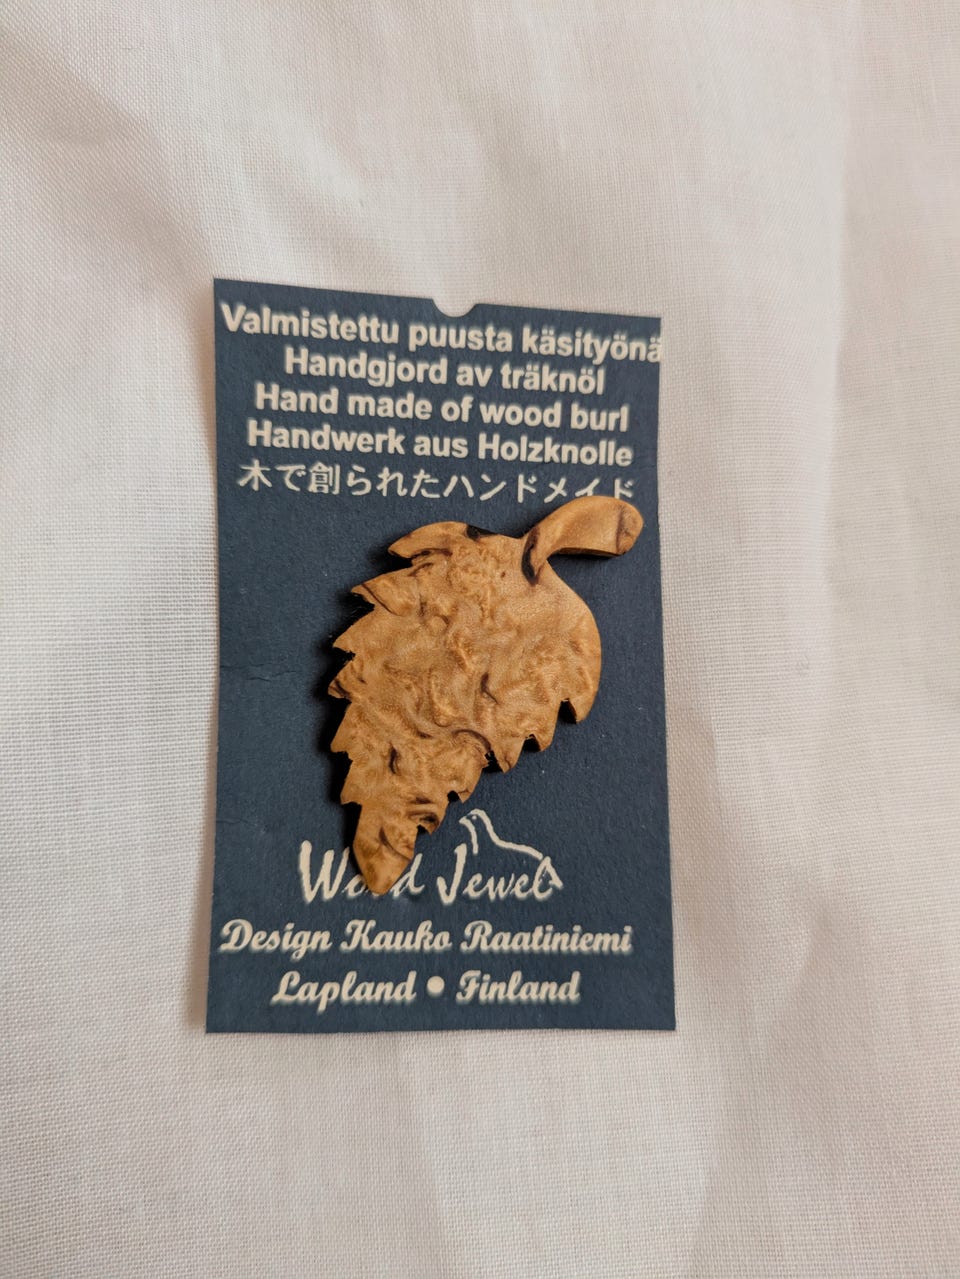 Valmistettu puusta käsityönä
Handgjord av träknöl
Hand made of wood burl
Handwerk aus Holzknolle
木で創られたハンドメイド
Wood Jewel
Design Kauko Raatiniemi
Lapland • Finland